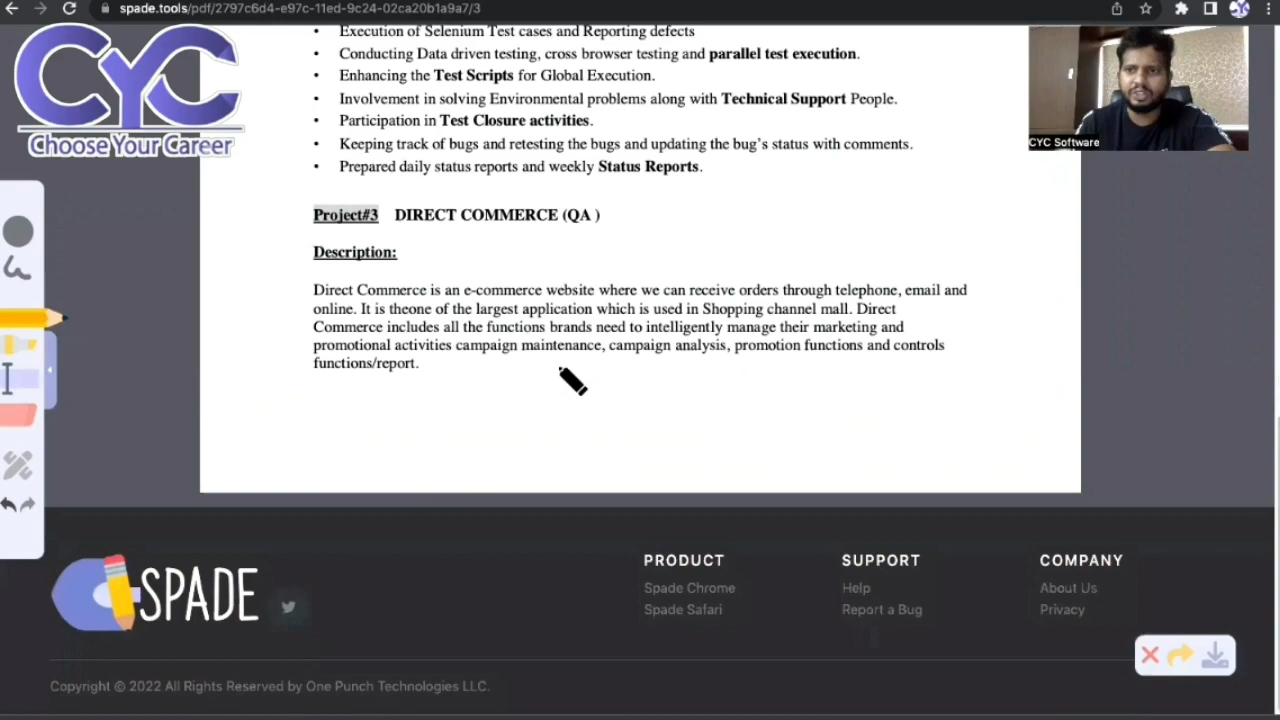 spade.tools/pdf/2797c6d4-e97c-11ed-9c24-02ca20b1a9a7/3
CYC
Choose Your Career
CYC Software
• Execution of Selenium Test cases and Reporting defects
• Conducting Data driven testing, cross browser testing and parallel test execution.
• Enhancing the Test Scripts for Global Execution.
• Involvement in solving Environmental problems along with Technical Support People.
• Participation in Test Closure activities.
• Keeping track of bugs and retesting the bugs and updating the bug's status with comments.
• Prepared daily status reports and weekly Status Reports.
Project#3 DIRECT COMMERCE (QA )
Description:
Direct Commerce is an e-commerce website where we can receive orders through telephone, email and
online. It is theone of the largest application which is used in Shopping channel mall. Direct
Commerce includes all the functions brands need to intelligently manage their marketing and
promotional activities campaign maintenance, campaign analysis, promotion functions and controls
functions/report.
SPADE
PRODUCT
Spade Chrome
Spade Safari
SUPPORT
Help
Report a Bug
COMPANY
About Us
Privacy
Copyright © 2022 All Rights Reserved by One Punch Technologies LLC.